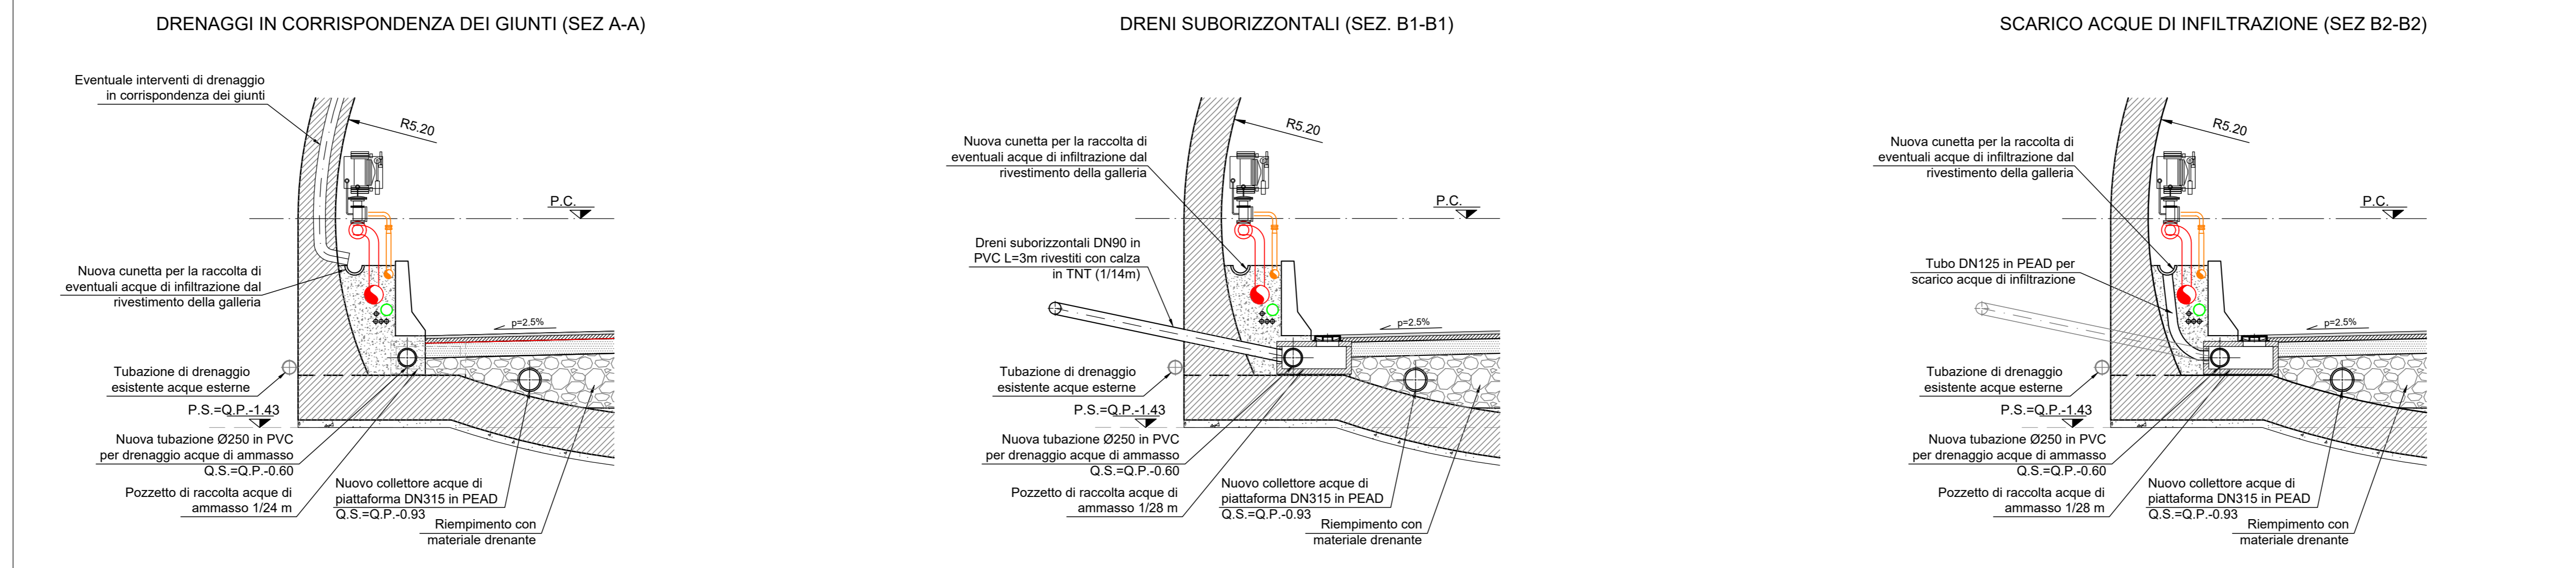 DRENAGGI IN CORRISPONDENZA DEI GIUNTI (SEZ A-A)
Eventuale interventi di drenaggio
in corrispondenza dei giunti
R5.20
P.C.
Nuova cunetta per la raccolta di
eventuali acque di infiltrazione dal
rivestimento della galleria
p=2.5%
Tubazione di drenaggio
esistente acque esterne
P.S.=Q.P.-1.43
Nuova tubazione Ø250 in PVC
per drenaggio acque di ammasso
Q.S.=Q.P.-0.60
Pozzetto di raccolta acque di
ammasso 1/24 m
Nuovo collettore acque di
piattaforma DN315 in PEAD
Q.S.=Q.P.-0.93
Riempimento con
materiale drenante
DRENI SUBORIZZONTALI (SEZ. B1-B1)
R5.20
Nuova cunetta per la raccolta di
eventuali acque di infiltrazione dal
rivestimento della galleria
P.C.
Dreni suborizzontali DN90 in
PVC L=3m rivestiti con calza
in TNT (1/14m)
p=2.5%
Tubazione di drenaggio
esistente acque esterne
P.S.=Q.P.-1.43
Nuova tubazione Ø250 in PVC
per drenaggio acque di ammasso
Q.S.=Q.P.-0.60
Pozzetto di raccolta acque di
ammasso 1/28 m
Nuovo collettore acque di
piattaforma DN315 in PEAD
Q.S.=Q.P.-0.93
Riempimento con
materiale drenante
SCARICO ACQUE DI INFILTRAZIONE (SEZ B2-B2)
R5.20
Nuova cunetta per la raccolta di
eventuali acque di infiltrazione dal
rivestimento della galleria
P.C.
Tubo DN125 in PEAD per
scarico acque di infiltrazione
p=2.5%
Tubazione di drenaggio
esistente acque esterne
P.S.=Q.P.-1.43
Nuova tubazione Ø250 in PVC
per drenaggio acque di ammasso
Q.S.=Q.P.-0.60
Pozzetto di raccolta acque di
ammasso 1/28 m
Nuovo collettore acque di
piattaforma DN315 in PEAD
Q.S.=Q.P.-0.93
Riempimento con
materiale drenante